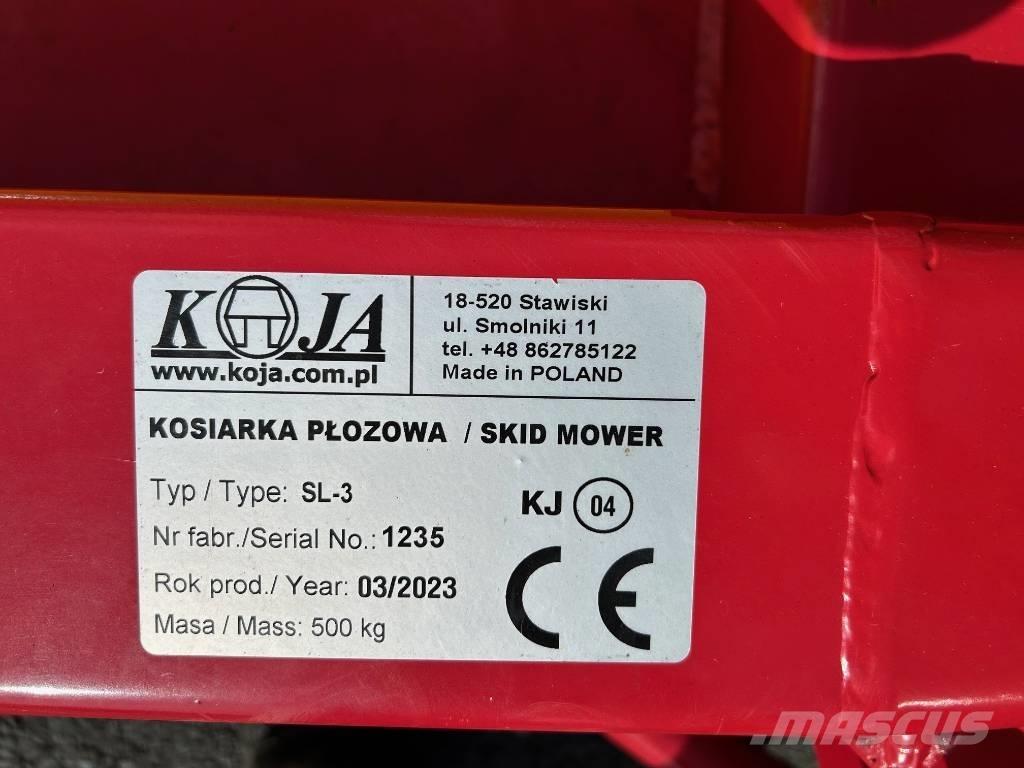 KOJA
www.koja.com.pl
18-520 Stawiski
ul. Smolniki 11
tel. +48 862785122
Made in POLAND
KOSIARKA PŁOZOWA / SKID MOWER
Typ / Type: SL-3
KJ 04
Nr fabr./Serial No.: 1235
Rok prod./ Year: 03/2023
Masa / Mass: 500 kg
CE
MASCUS